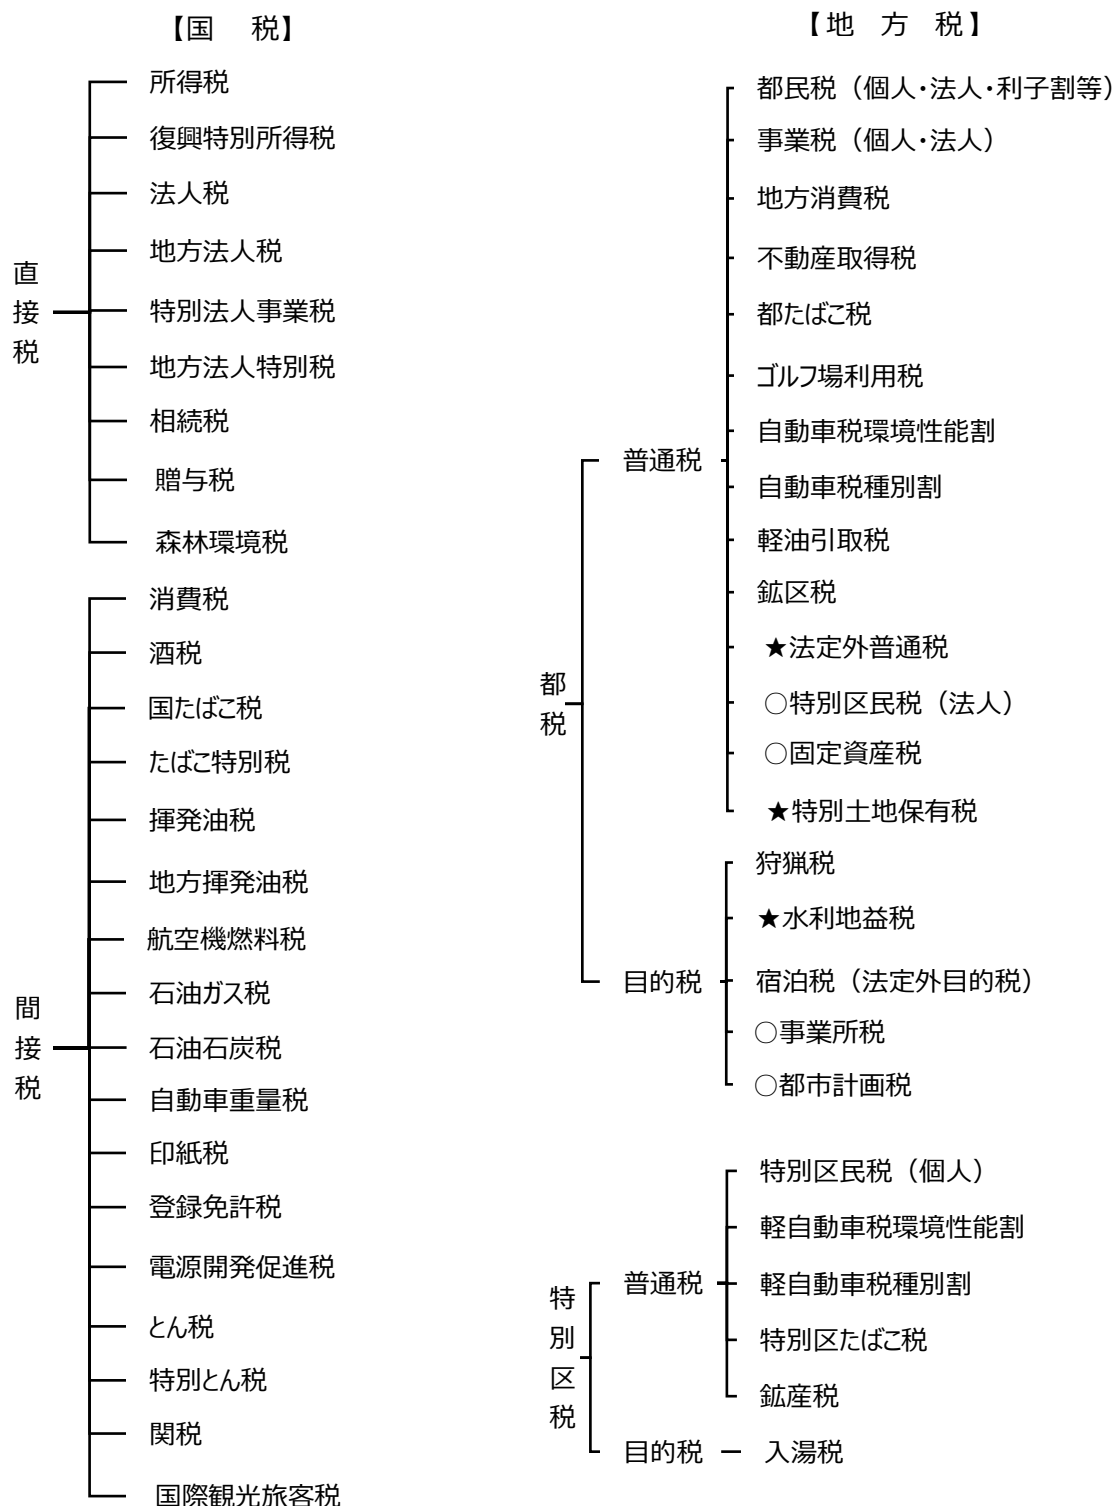 【国　税】
直接税
所得税
復興特別所得税
法人税
地方法人税
特別法人事業税
地方法人特別税
相続税
贈与税
森林環境税
間接税
消費税
酒税
国たばこ税
たばこ特別税
揮発油税
地方揮発油税
航空機燃料税
石油ガス税
石油石炭税
自動車重量税
印紙税
登録免許税
電源開発促進税
とん税
特別とん税
関税
国際観光旅客税
【地　方　税】
都税
普通税
都民税（個人・法人・利子割等）
事業税（個人・法人）
地方消費税
不動産取得税
都たばこ税
ゴルフ場利用税
自動車税環境性能割
自動車税種別割
軽油引取税
鉱区税
★法定外普通税
○特別区民税（法人）
○固定資産税
★特別土地保有税
目的税
狩猟税
★水利地益税
宿泊税（法定外目的税）
○事業所税
○都市計画税
特別区税
普通税
特別区民税（個人）
軽自動車税環境性能割
軽自動車税種別割
特別区たばこ税
鉱産税
目的税
入湯税